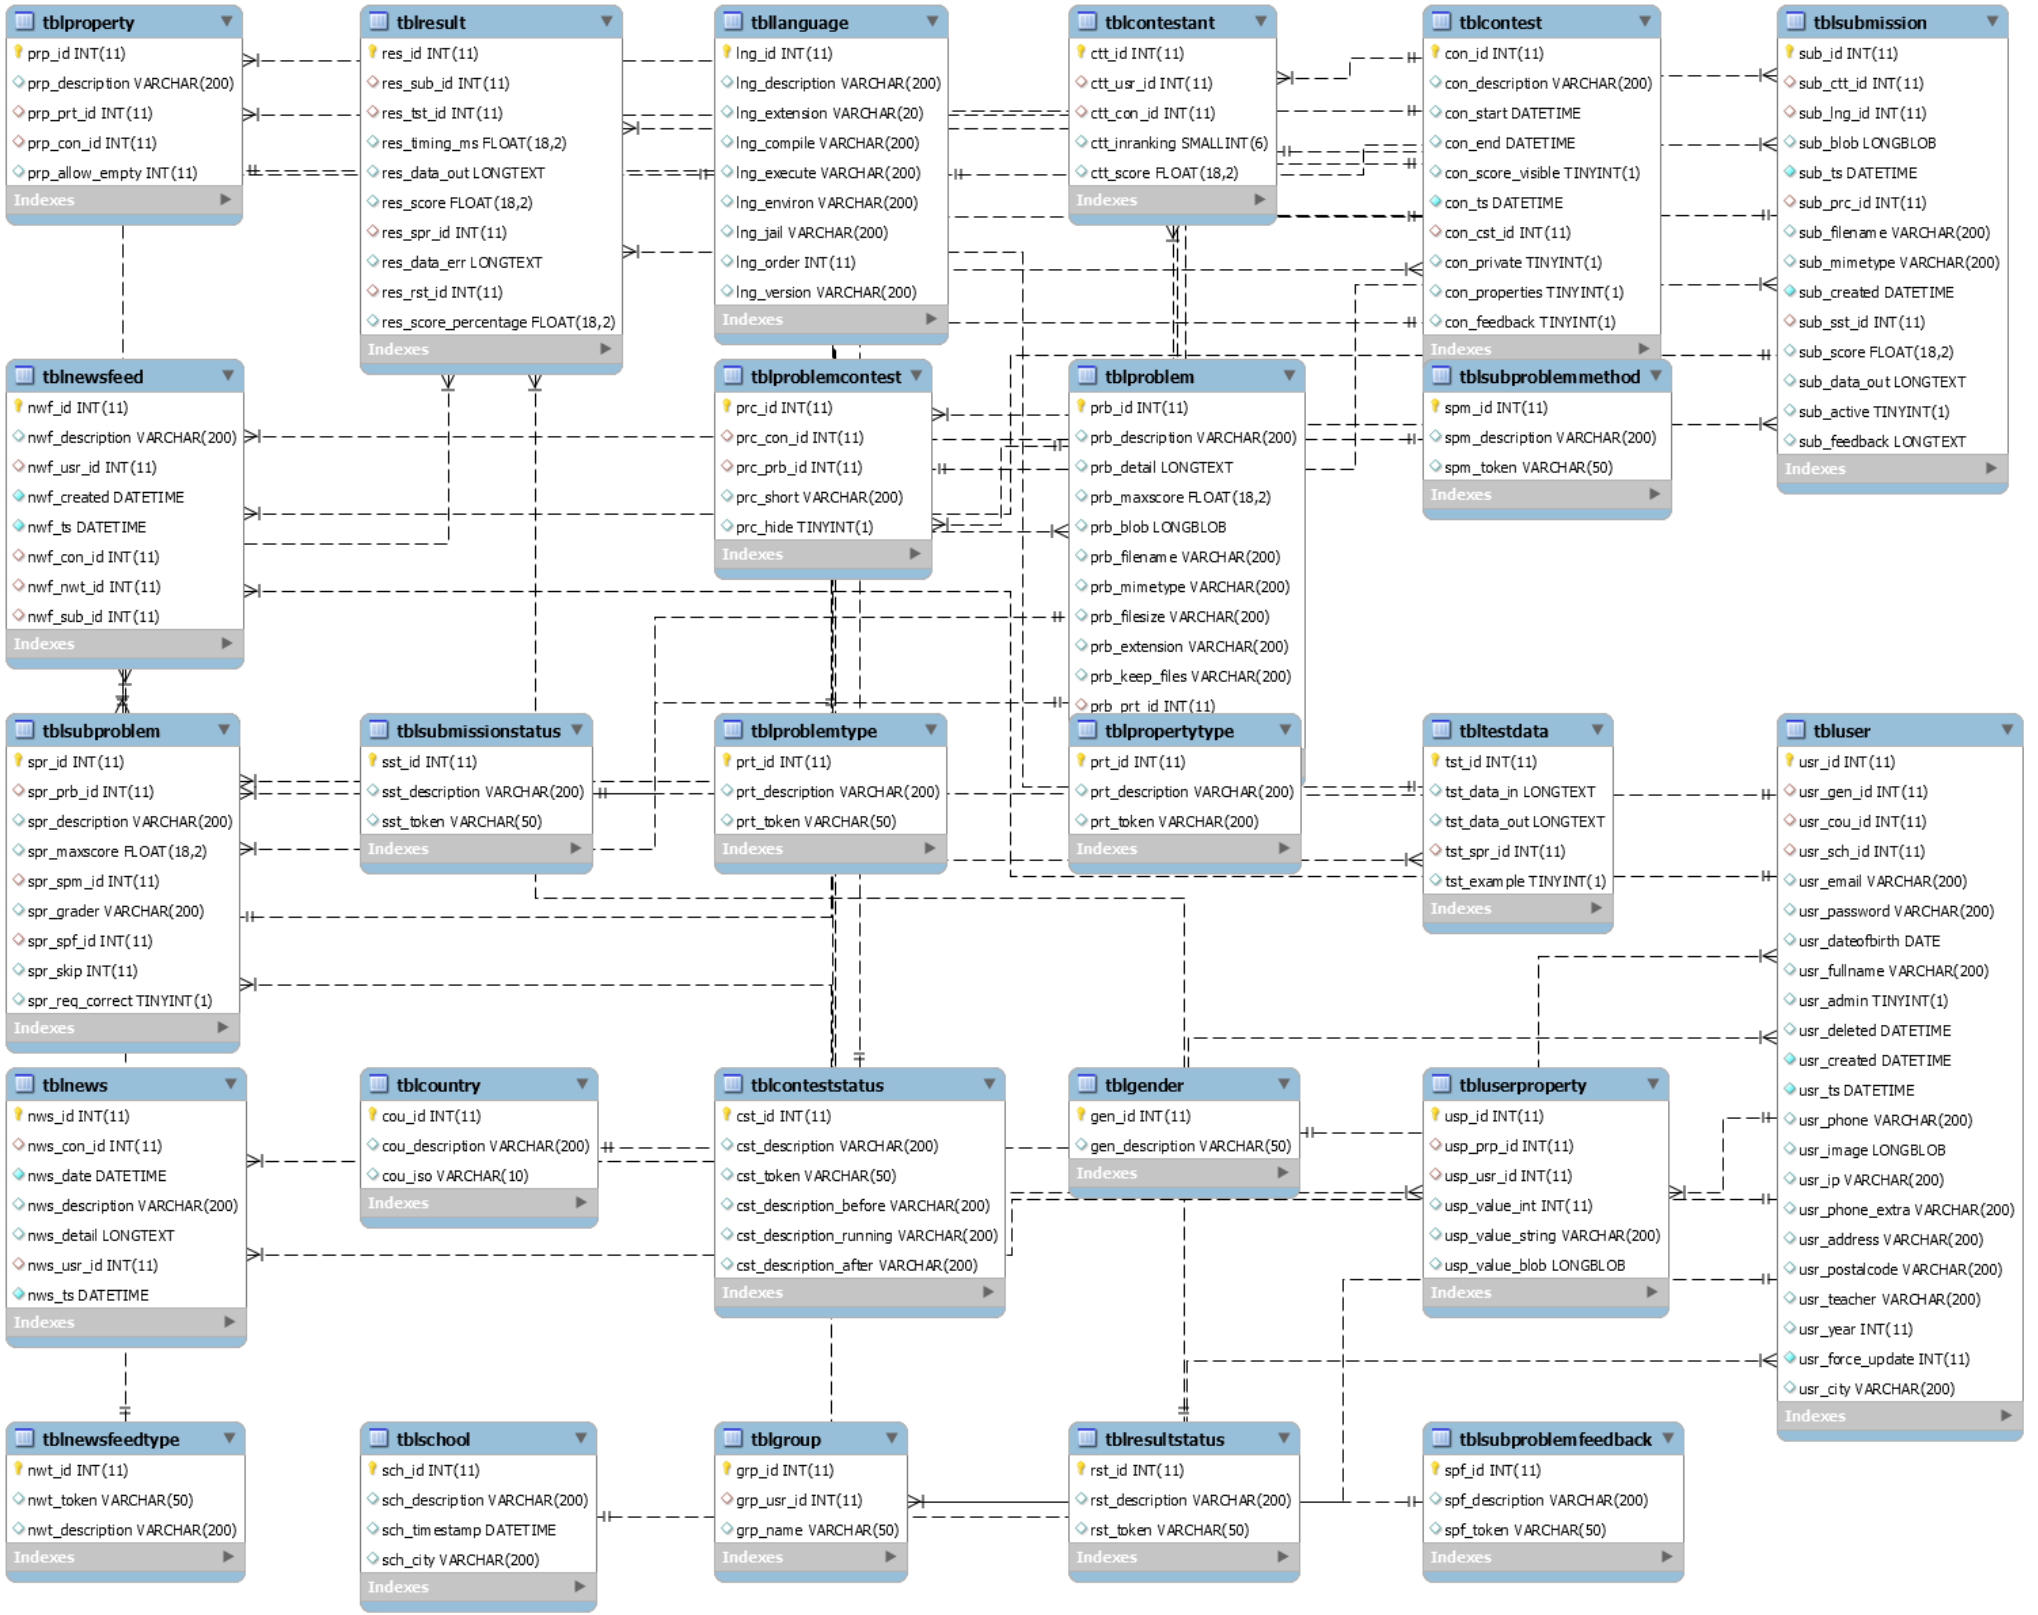 tblproperty
prp_id INT(11)
prp_description VARCHAR(200)
prp_prt_id INT(11)
prp_con_id INT(11)
prp_allow_empty INT(11)
Indexes
tblresult
res_id INT(11)
res_sub_id INT(11)
res_tst_id INT(11)
res_timing_ms FLOAT(18,2)
res_data_out LONGTEXT
res_score FLOAT(18,2)
res_spr_id INT(11)
res_data_err LONGTEXT
res_rst_id INT(11)
res_score_percentage FLOAT(18,2)
Indexes
tbllanguage
lng_id INT(11)
lng_description VARCHAR(200)
lng_extension VARCHAR(20)
lng_compile VARCHAR(200)
lng_execute VARCHAR(200)
lng_environ VARCHAR(200)
lng_jail VARCHAR(200)
lng_order INT(11)
lng_version VARCHAR(200)
Indexes
tblcontestant
ctt_id INT(11)
ctt_usr_id INT(11)
ctt_con_id INT(11)
ctt_inranking SMALLINT(6)
ctt_score FLOAT(18,2)
Indexes
tblcontest
con_id INT(11)
con_description VARCHAR(200)
con_start DATETIME
con_end DATETIME
con_score_visible TINYINT(1)
con_ts DATETIME
con_cst_id INT(11)
con_private TINYINT(1)
con_properties TINYINT(1)
con_feedback TINYINT(1)
Indexes
tblsubmission
sub_id INT(11)
sub_ctt_id INT(11)
sub_lng_id INT(11)
sub_blob LONGBLOB
sub_ts DATETIME
sub_prc_id INT(11)
sub_filename VARCHAR(200)
sub_mimetype VARCHAR(200)
sub_created DATETIME
sub_sst_id INT(11)
sub_score FLOAT(18,2)
sub_data_out LONGTEXT
sub_active TINYINT(1)
sub_feedback LONGTEXT
Indexes
tblnewsfeed
nwf_id INT(11)
nwf_description VARCHAR(200)
nwf_usr_id INT(11)
nwf_created DATETIME
nwf_ts DATETIME
nwf_con_id INT(11)
nwf_nwt_id INT(11)
nwf_sub_id INT(11)
Indexes
tblproblemcontest
prc_id INT(11)
prc_con_id INT(11)
prc_prb_id INT(11)
prc_short VARCHAR(200)
prc_hide TINYINT(1)
Indexes
tblproblem
prb_id INT(11)
prb_description VARCHAR(200)
prb_detail LONGTEXT
prb_maxscore FLOAT(18,2)
prb_blob LONGBLOB
prb_filename VARCHAR(200)
prb_mimetype VARCHAR(200)
prb_filesize VARCHAR(200)
prb_extension VARCHAR(200)
prb_keep_files VARCHAR(200)
prb_prt_id INT(11)
tblsubproblemmethod
spm_id INT(11)
spm_description VARCHAR(200)
spm_token VARCHAR(50)
Indexes
tblsubproblem
spr_id INT(11)
spr_prb_id INT(11)
spr_description VARCHAR(200)
spr_maxscore FLOAT(18,2)
spr_spm_id INT(11)
spr_grader VARCHAR(200)
spr_spf_id INT(11)
spr_skip INT(11)
spr_req_correct TINYINT(1)
Indexes
tblsubmissionstatus
sst_id INT(11)
sst_description VARCHAR(200)
sst_token VARCHAR(50)
Indexes
tblproblemtype
prt_id INT(11)
prt_description VARCHAR(200)
prt_token VARCHAR(50)
Indexes
tblpropertytype
prt_id INT(11)
prt_description VARCHAR(200)
prt_token VARCHAR(200)
Indexes
tbltestdata
tst_id INT(11)
tst_data_in LONGTEXT
tst_data_out LONGTEXT
tst_spr_id INT(11)
tst_example TINYINT(1)
Indexes
tbluser
usr_id INT(11)
usr_gen_id INT(11)
usr_cou_id INT(11)
usr_sch_id INT(11)
usr_email VARCHAR(200)
usr_password VARCHAR(200)
usr_dateofbirth DATE
usr_fullname VARCHAR(200)
usr_admin TINYINT(1)
usr_deleted DATETIME
usr_created DATETIME
usr_ts DATETIME
usr_phone VARCHAR(200)
usr_image LONGBLOB
usr_ip VARCHAR(200)
usr_phone_extra VARCHAR(200)
usr_address VARCHAR(200)
usr_postalcode VARCHAR(200)
usr_teacher VARCHAR(200)
usr_year INT(11)
usr_force_update INT(11)
usr_city VARCHAR(200)
Indexes
tblnews
nws_id INT(11)
nws_con_id INT(11)
nws_date DATETIME
nws_description VARCHAR(200)
nws_detail LONGTEXT
nws_usr_id INT(11)
nws_ts DATETIME
Indexes
tblcountry
cou_id INT(11)
cou_description VARCHAR(200)
cou_iso VARCHAR(10)
Indexes
tblconteststatus
cst_id INT(11)
cst_description VARCHAR(200)
cst_token VARCHAR(50)
cst_description_before VARCHAR(200)
cst_description_running VARCHAR(200)
cst_description_after VARCHAR(200)
Indexes
tblgender
gen_id INT(11)
gen_description VARCHAR(50)
Indexes
tbluserproperty
usp_id INT(11)
usp_prp_id INT(11)
usp_usr_id INT(11)
usp_value_int INT(11)
usp_value_string VARCHAR(200)
usp_value_blob LONGBLOB
Indexes
tblnewsfeedtype
nwt_id INT(11)
nwt_token VARCHAR(50)
nwt_description VARCHAR(200)
Indexes
tblschool
sch_id INT(11)
sch_description VARCHAR(200)
sch_timestamp DATETIME
sch_city VARCHAR(200)
Indexes
tblgroup
grp_id INT(11)
grp_usr_id INT(11)
grp_name VARCHAR(50)
Indexes
tblresultstatus
rst_id INT(11)
rst_description VARCHAR(200)
rst_token VARCHAR(50)
Indexes
tblsubproblemfeedback
spf_id INT(11)
spf_description VARCHAR(200)
spf_token VARCHAR(50)
Indexes